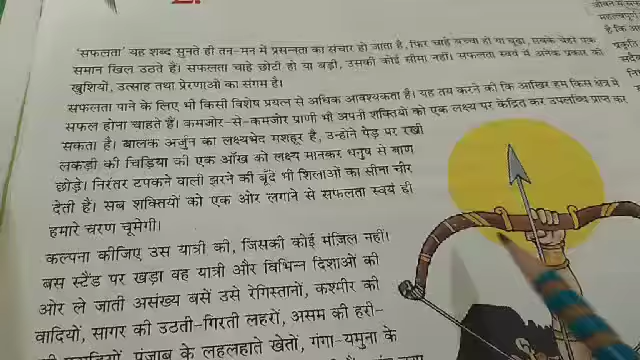 'सफलता' यह शब्द सुनते ही तन-मन में प्रसन्नता का संचार हो जाता है, फिर चाहे बच्चा हो या बूढ़ा, सबके चेहरे एक
समान खिल उठते हैं। सफलता चाहे छोटी हो या बड़ी, उसकी कोई सीमा नहीं। सफलता स्वयं में अनेक प्रकार की
खुशियों, उत्साह तथा प्रेरणाओं का संगम है।
सफलता पाने के लिए भी किसी विशेष प्रयत्न से अधिक आवश्यकता है। यह तय करने की कि आखिर हम किस क्षेत्र में
सफल होना चाहते हैं। कमजोर-से-कमजोर प्राणी भी अपनी शक्तियों को एक लक्ष्य पर केंद्रित कर उपलब्धि प्राप्त कर
सकता है। बालक अर्जुन का लक्ष्यभेद मशहूर है, उन्होंने पेड़ पर रखी
लकड़ी की चिड़िया की एक आँख को लक्ष्य मानकर धनुष से बाण
छोड़े। निरंतर टपकने वाली झरने की बूँदें भी शिलाओं का सीना चीर
देती हैं। सब शक्तियों को एक ओर लगाने से सफलता स्वयं ही
हमारे चरण चूमेगी।
कल्पना कीजिए उस यात्री की, जिसकी कोई मंज़िल नहीं।
बस स्टैंड पर खड़ा वह यात्री और विभिन्न दिशाओं की
ओर ले जाती असंख्य बसें उसे रेगिस्तानों, कश्मीर की
वादियों, सागर की उठती-गिरती लहरों, असम की हरी-
पंजाब के लहलहाते खेतों, गंगा-यमुना के